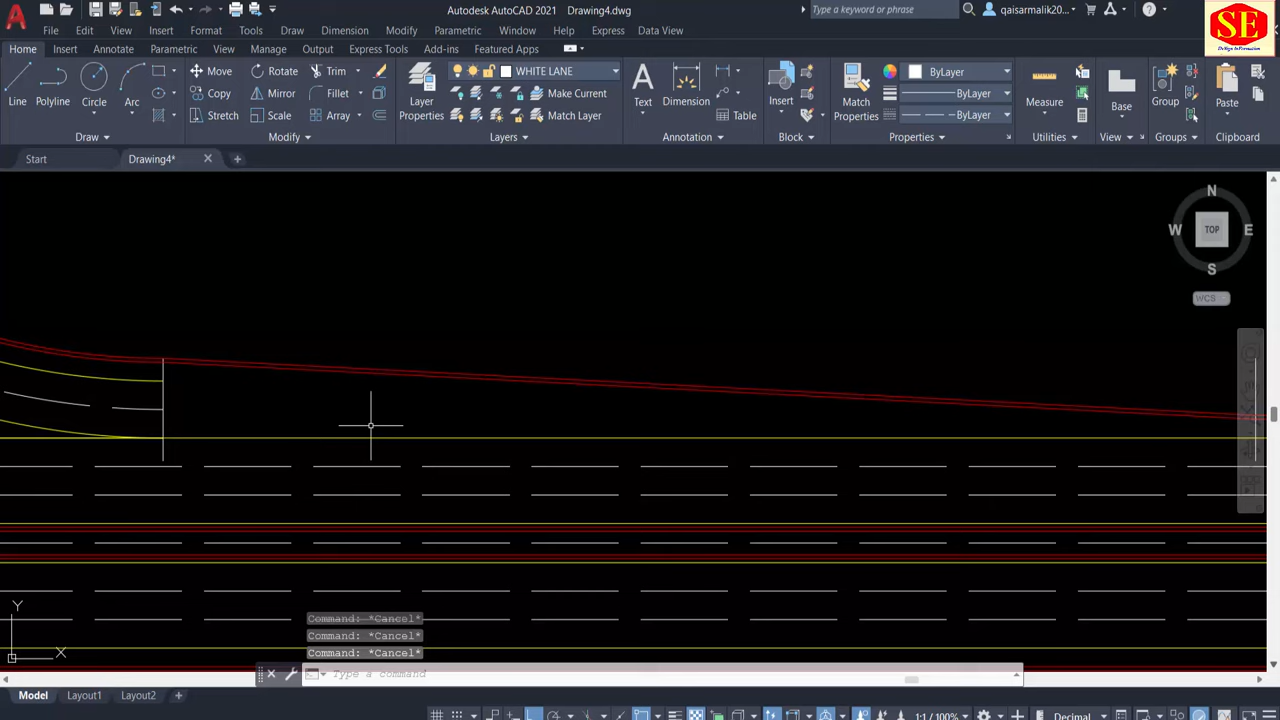 Autodesk AutoCAD 2021 Drawing4.dwg
Type a keyword or phrase
qaisarmalik20...
SE
DeSign InFormation
File Edit View Insert Format Tools Draw Dimension Modify Parametric Window Help Express Data View
Home Insert Annotate Parametric View Manage Output Express Tools Add-ins Featured Apps
Line Polyline Circle Arc
Move Rotate Trim
Copy Mirror Fillet
Stretch Scale Array
Layer Properties
WHITE LANE
Make Current
Match Layer
Text Dimension Table
Insert
Match Properties
ByLayer
ByLayer
ByLayer
Measure
Base
Group
Paste
Draw Modify Layers Annotation Block Properties Utilities View Groups Clipboard
Start Drawing4*
N
W TOP E
S
WCS
Y
X
Command: *Cancel*
Command: *Cancel*
Command: *Cancel*
Type a command
Model Layout1 Layout2
1:1 / 100% Decimal